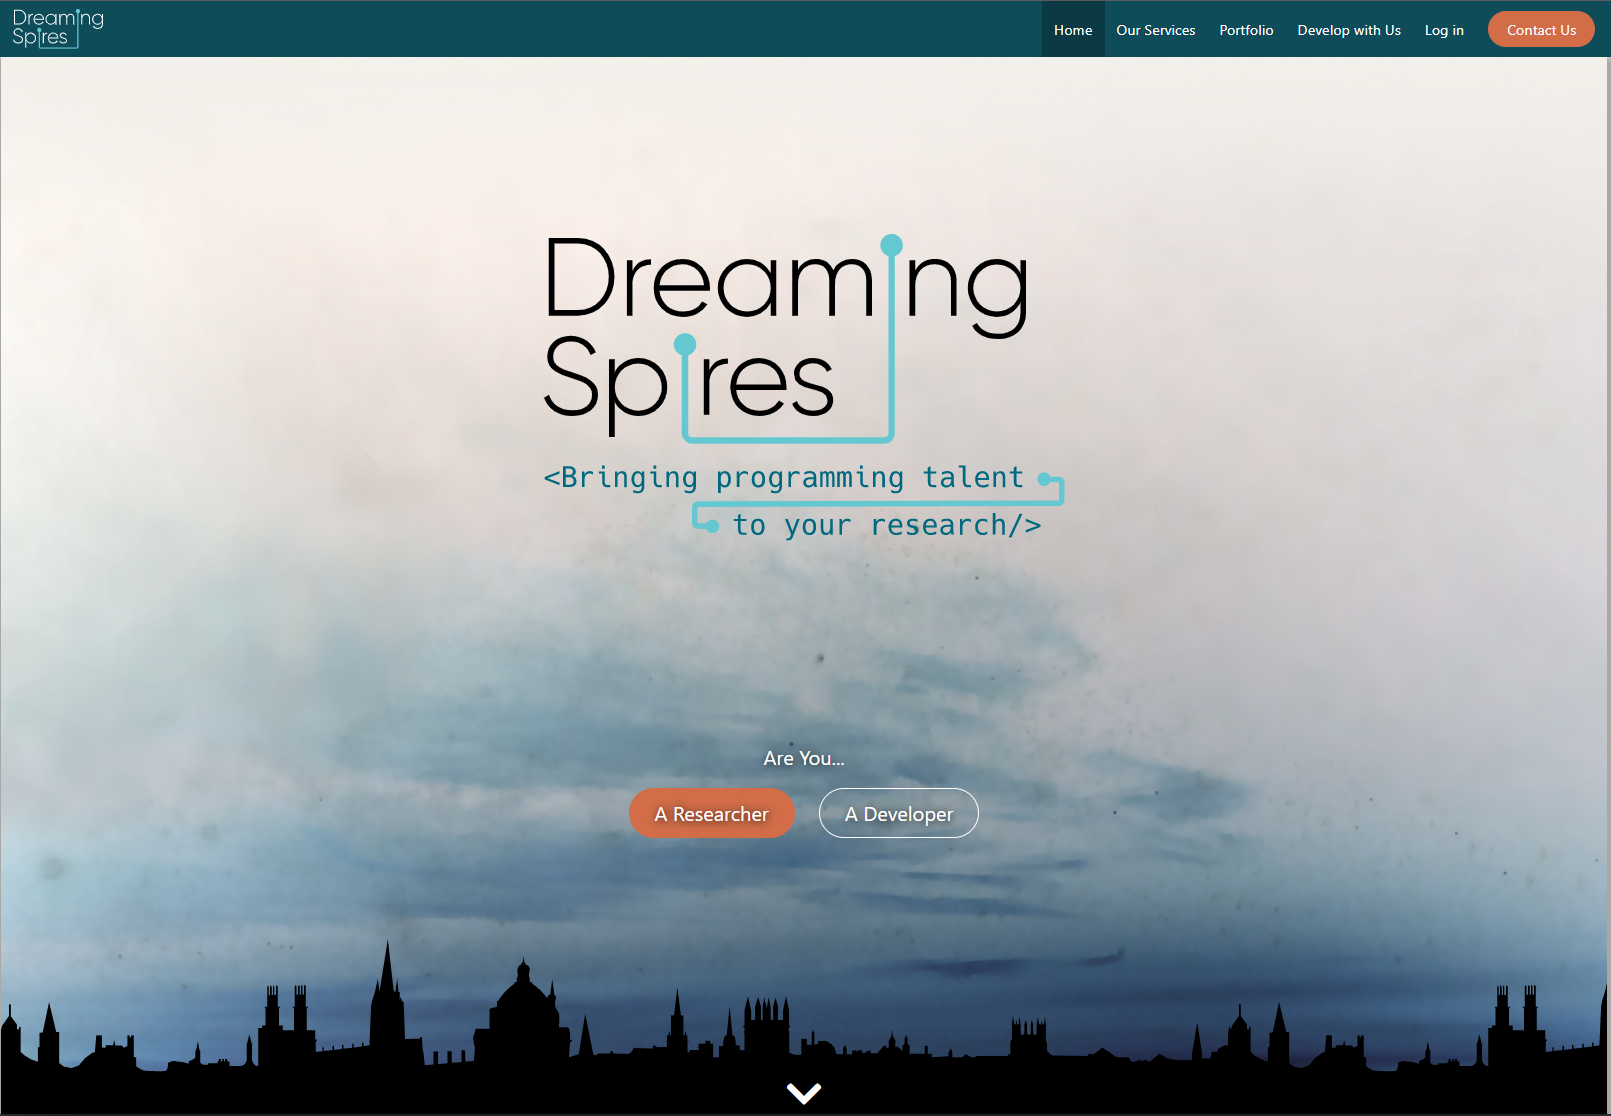 Dreaming
Spires
Home
Our Services
Portfolio
Develop with Us
Log in
Contact Us
Dreaming
Spires
<Bringing programming talent
to your research/>
Are You...
A Researcher
A Developer